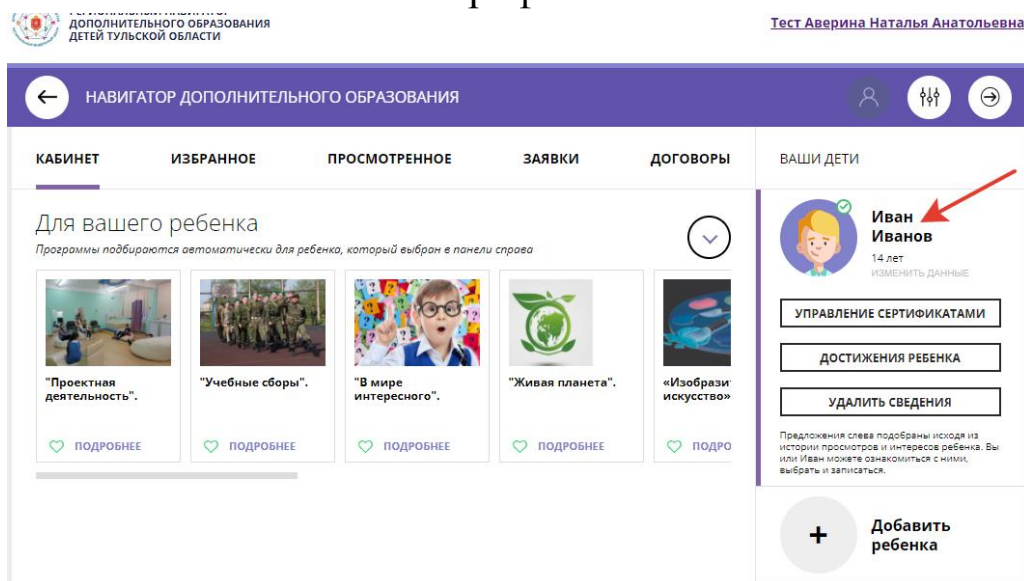 ДОПОЛНИТЕЛЬНОГО ОБРАЗОВАНИЯ
ДЕТЕЙ ТУЛЬСКОЙ ОБЛАСТИ
Тест Аверина Наталья Анатольевна
НАВИГАТОР ДОПОЛНИТЕЛЬНОГО ОБРАЗОВАНИЯ
КАБИНЕТ
ИЗБРАННОЕ
ПРОСМОТРЕННОЕ
ЗАЯВКИ
ДОГОВОРЫ
Для вашего ребенка
Программы подбираются автоматически для ребенка, который выбран в панели справа
"Проектная
деятельность".
ПОДРОБНЕЕ
"Учебные сборы".
ПОДРОБНЕЕ
"В мире
интересного".
ПОДРОБНЕЕ
"Живая планета".
ПОДРОБНЕЕ
«Изобрази
искусство»
ПОДРО
ВАШИ ДЕТИ
Иван
Иванов
14 лет
ИЗМЕНИТЬ ДАННЫЕ
УПРАВЛЕНИЕ СЕРТИФИКАТАМИ
ДОСТИЖЕНИЯ РЕБЕНКА
УДАЛИТЬ СВЕДЕНИЯ
Предложения слева подобраны исходя из
истории просмотров и интересов ребенка. Вы
или Иван можете ознакомиться с ними,
выбрать и записаться.
+
Добавить
ребенка